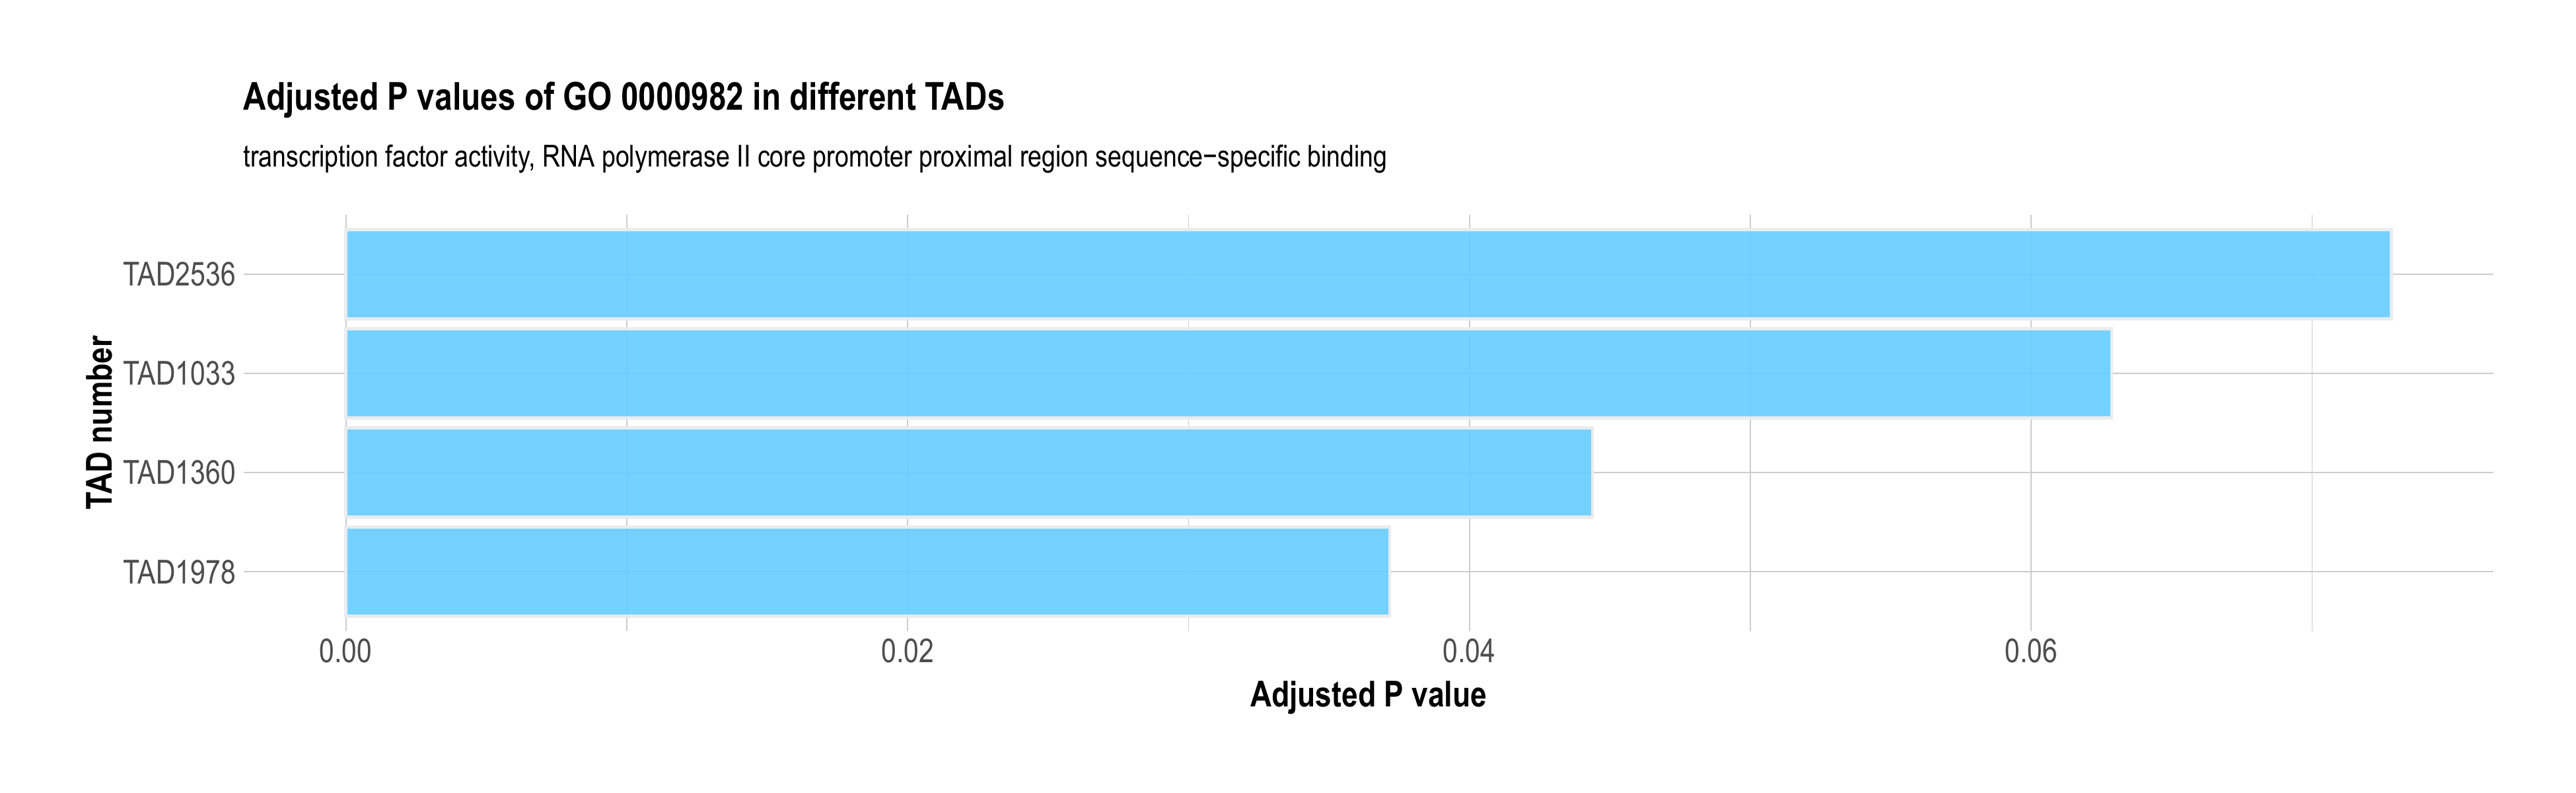 Adjusted P values of GO 0000982 in different TADs
transcription factor activity, RNA polymerase II core promoter proximal region sequence−specific binding
TAD number
TAD2536
TAD1033
TAD1360
TAD1978
0.00 0.02 0.04 0.06
Adjusted P value